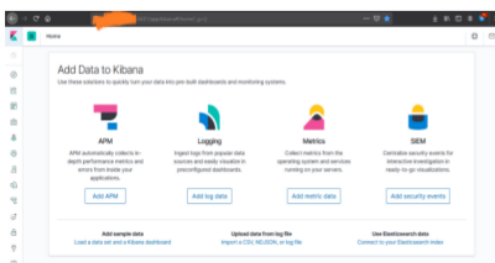 Home
Add Data to Kibana
Use these solutions to quickly turn your data into pre-built dashboards and monitoring systems.
APM
APM automatically collects in-
depth performance metrics and
errors from inside your
applications.
Add APM
Logging
Ingest logs from popular data
sources and easily visualize in
preconfigured dashboards.
Add log data
Metrics
Collect metrics from the
operating system and services
running on your servers.
Add metric data
SIEM
Centralize security events for
interactive investigation in
ready-to-go visualizations.
Add security events
Add sample data
Load a data set and a Kibana dashboard
Upload data from log file
Import a CSV, NDJSON, or log file
Use Elasticsearch data
Connect to your Elasticsearch index